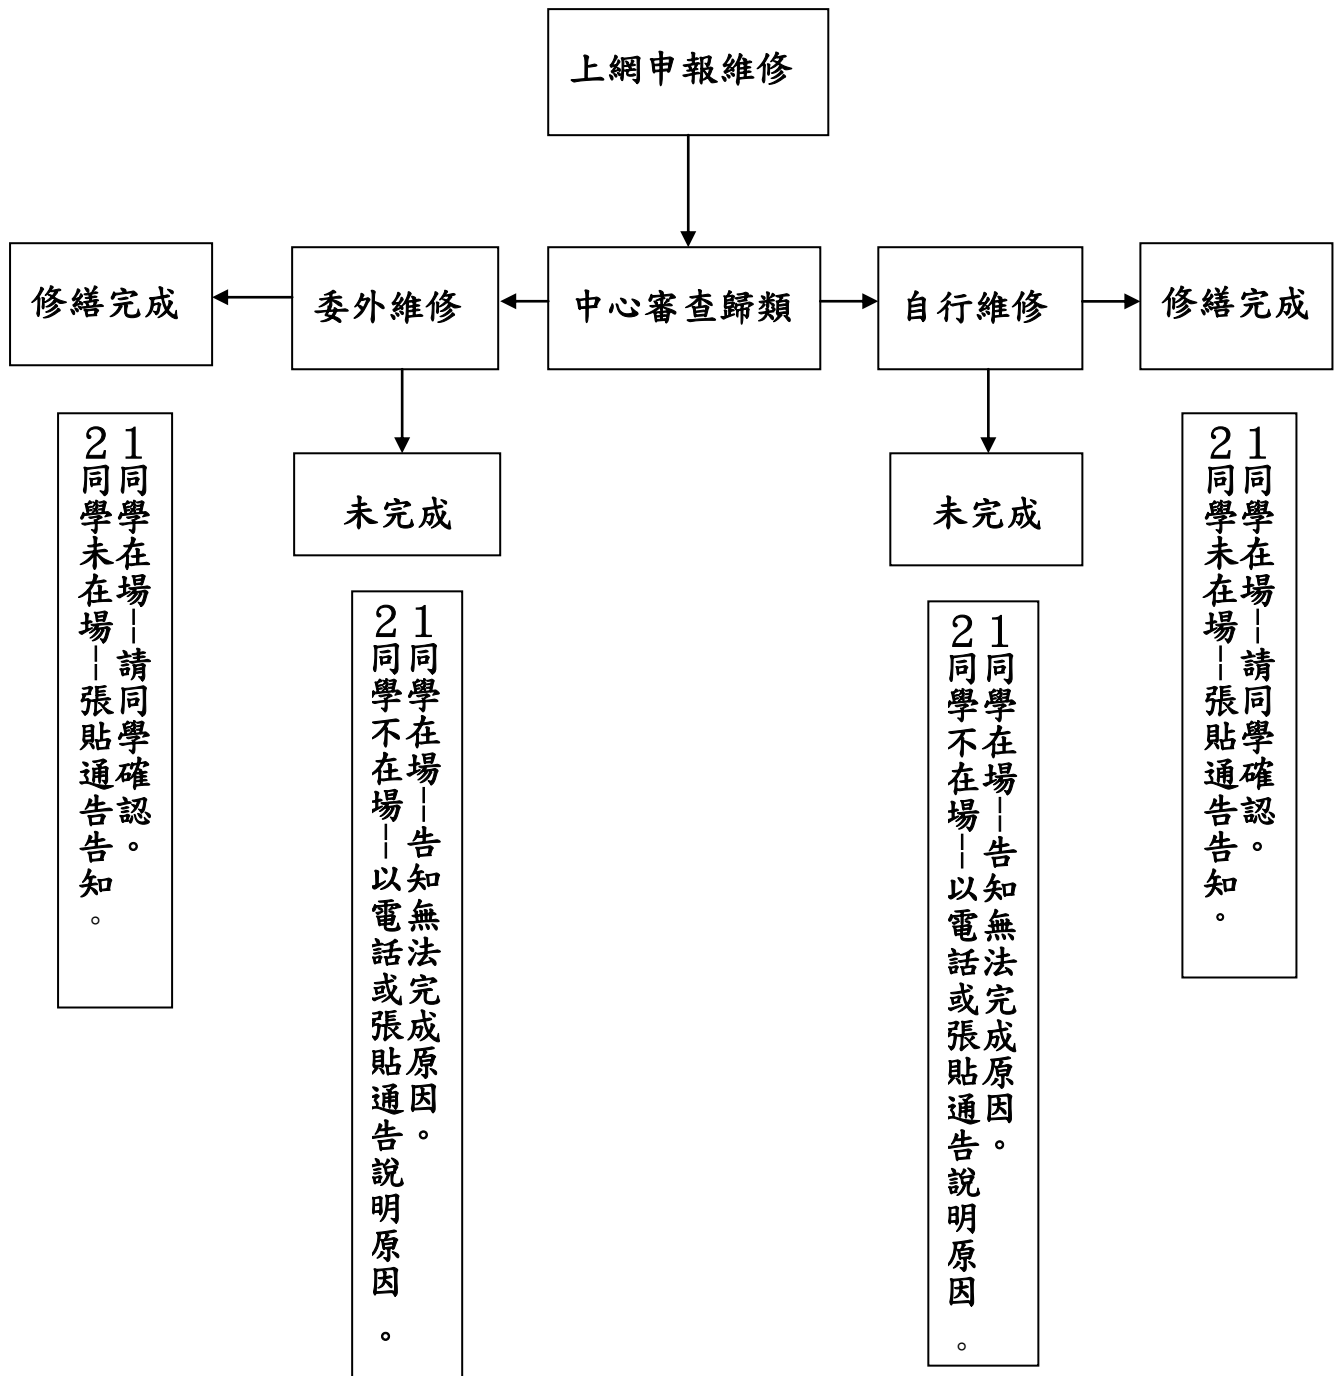 上網申報維修
修繕完成
委外維修
中心審查歸類
自行維修
修繕完成
1同學在場--請同學確認。
2同學未在場--張貼通告告知。
未完成
未完成
1同學在場--請同學確認。
2同學未在場--張貼通告告知。
1同學在場--告知無法完成原因。
2同學不在場--以電話或張貼通告說明原因。
1同學在場--告知無法完成原因。
2同學不在場--以電話或張貼通告說明原因。